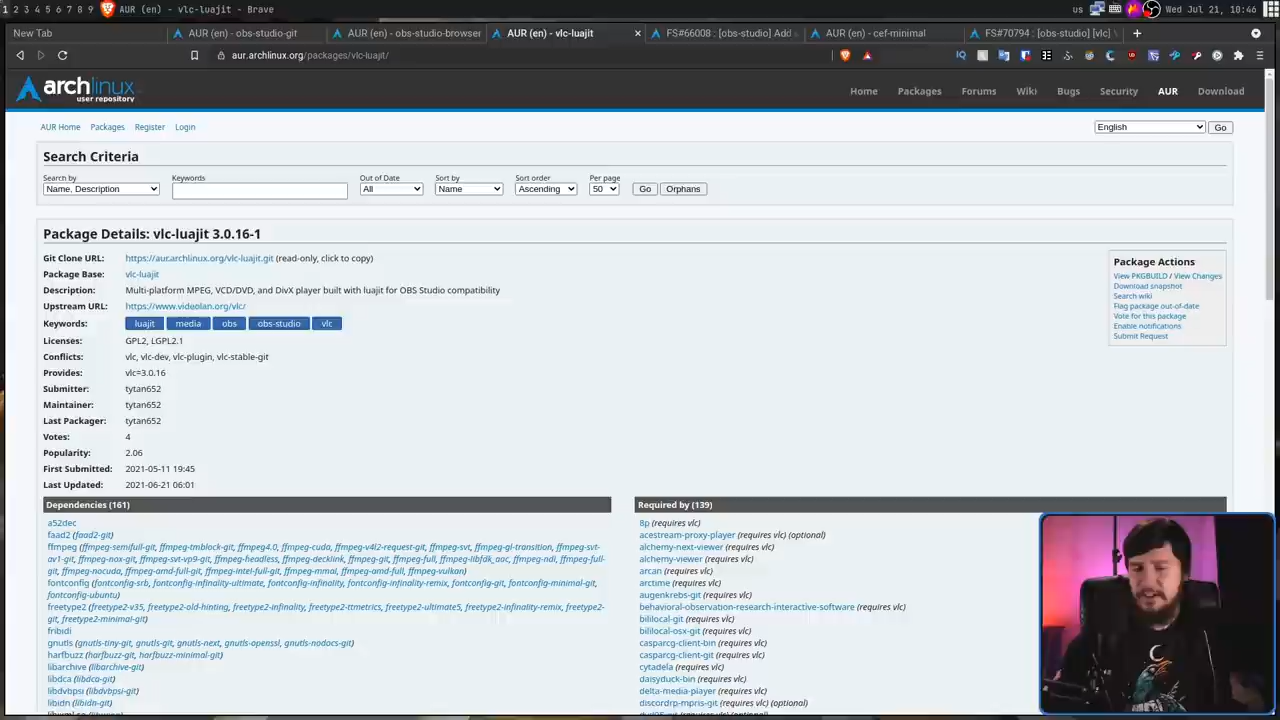 1 2 3 4 5 6 7 8 9 AUR (en) - vlc-luajit - Brave us Wed Jul 21, 18:46
New Tab AUR (en) - obs-studio-git AUR (en) - obs-studio-browser AUR (en) - vlc-luajit FS#66008 : [obs-studio] Add AUR (en) - cef-minimal FS#70794 : [obs-studio] [vlc]
aur.archlinux.org/packages/vlc-luajit/
archlinux
user repository
Home Packages Forums Wiki Bugs Security AUR Download
AUR Home Packages Register Login English Go
Search Criteria
Search by Keywords Out of Date Sort by Sort order Per page
Name, Description All Name Ascending 50 Go Orphans
Package Details: vlc-luajit 3.0.16-1
Git Clone URL: https://aur.archlinux.org/vlc-luajit.git (read-only, click to copy)
Package Base: vlc-luajit
Description: Multi-platform MPEG, VCD/DVD, and DivX player built with luajit for OBS Studio compatibility
Upstream URL: https://www.videolan.org/vlc/
Keywords: luajit media obs obs-studio vlc
Licenses: GPL2, LGPL2.1
Conflicts: vlc, vlc-dev, vlc-plugin, vlc-stable-git
Provides: vlc=3.0.16
Submitter: tytan652
Maintainer: tytan652
Last Packager: tytan652
Votes: 4
Popularity: 2.06
First Submitted: 2021-05-11 19:45
Last Updated: 2021-06-21 06:01
Package Actions
View PKGBUILD / View Changes
Download snapshot
Search wiki
Flag package out-of-date
Vote for this package
Enable notifications
Submit Request
Dependencies (161)
a52dec
faad2 (faad2-git)
ffmpeg (ffmpeg-semifull-git, ffmpeg-tmblock-git, ffmpeg4.0, ffmpeg-cuda, ffmpeg-v4l2-request-git, ffmpeg-svt, ffmpeg-gl-transition, ffmpeg-svt-
av1-git, ffmpeg-nox-git, ffmpeg-svt-vp9-git, ffmpeg-headless, ffmpeg-decklink, ffmpeg-git, ffmpeg-full, ffmpeg-libfdk_aac, ffmpeg-ndi, ffmpeg-full-
git, ffmpeg-nocuda, ffmpeg-amd-full-git, ffmpeg-intel-full-git, ffmpeg-mmal, ffmpeg-amd-full, ffmpeg-vulkan)
fontconfig (fontconfig-srb, fontconfig-infinality-ultimate, fontconfig-infinality, fontconfig-infinality-remix, fontconfig-git, fontconfig-minimal-git,
fontconfig-ubuntu)
freetype2 (freetype2-v35, freetype2-old-hinting, freetype2-infinality, freetype2-ttmetrics, freetype2-ultimate5, freetype2-infinality-remix, freetype2-
git, freetype2-minimal-git)
fribidi
gnutls (gnutls-tiny-git, gnutls-git, gnutls-next, gnutls-openssl, gnutls-nodocs-git)
harfbuzz (harfbuzz-git, harfbuzz-minimal-git)
libarchive (libarchive-git)
libdca (libdca-git)
libdvbpsi (libdvbpsi-git)
libidn (libidn-git)
Required by (139)
8p (requires vlc)
acestream-proxy-player (requires vlc) (optional)
alchemy-next-viewer (requires vlc)
alchemy-viewer (requires vlc)
arcan (requires vlc)
arctime (requires vlc)
augenkrebs-git (requires vlc)
behavioral-observation-research-interactive-software (requires vlc)
bililocal-git (requires vlc)
bililocal-osx-git (requires vlc)
casparcg-client-bin (requires vlc)
casparcg-client-git (requires vlc)
cytadela (requires vlc)
daisyduck-bin (requires vlc)
delta-media-player (requires vlc)
discordrp-mpris-git (requires vlc) (optional)